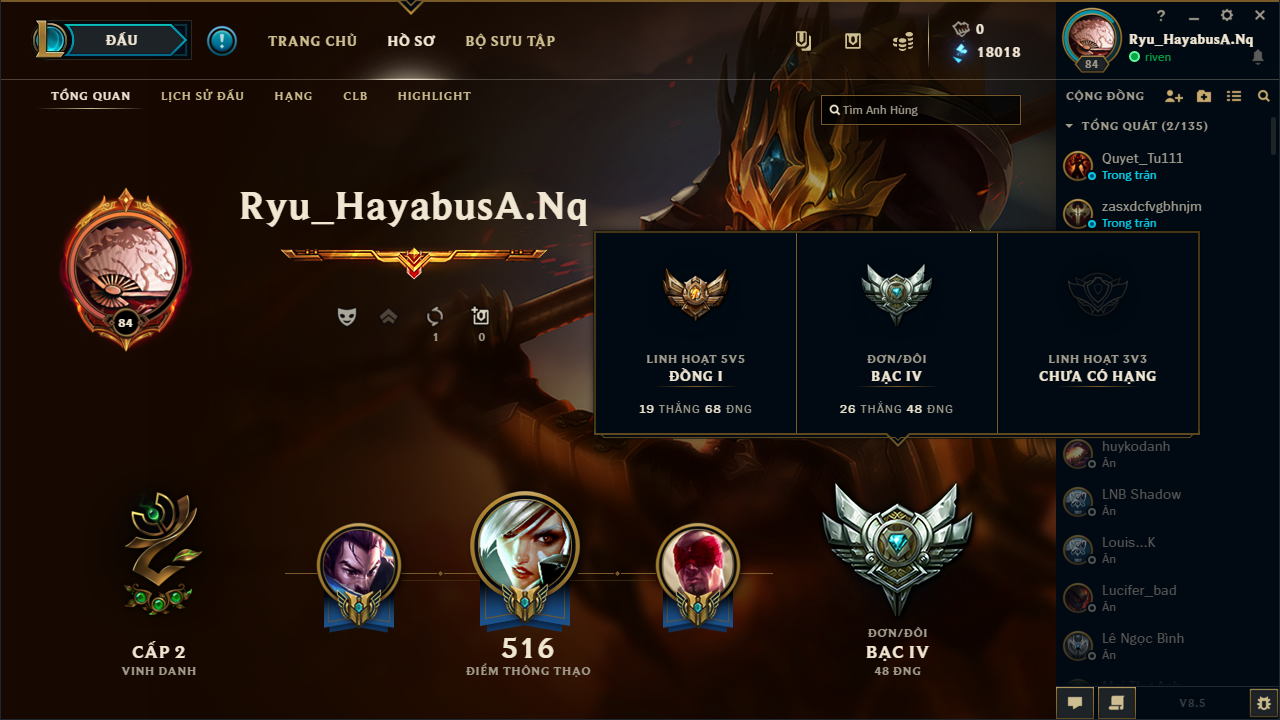 ĐẤU
TRANG CHỦ
HỒ SƠ
BỘ SƯU TẬP
0
18018
Ryu_HayabusA.Nq
riven
84
TỔNG QUAN
LỊCH SỬ ĐẤU
HẠNG
CLB
HIGHLIGHT
Tìm Anh Hùng
CỘNG ĐỒNG
TỔNG QUÁT (2/135)
Quyet_Tu111
Trong trận
zasxdcfvgbhnjm
Trong trận
Ryu_HayabusA.Nq
84
1
0
LINH HOẠT 5V5
ĐỒNG I
19 THẮNG 68 ĐNG
ĐƠN/ĐÔI
BẠC IV
26 THẮNG 48 ĐNG
LINH HOẠT 3V3
CHƯA CÓ HẠNG
huykodanh
Ẩn
LNB Shadow
Ẩn
Louis...K
Ẩn
Lucifer_bad
Ẩn
Lê Ngọc Bình
Ẩn
CẤP 2
VINH DANH
516
ĐIỂM THÔNG THẠO
ĐƠN/ĐÔI
BẠC IV
48 ĐNG
V8.5